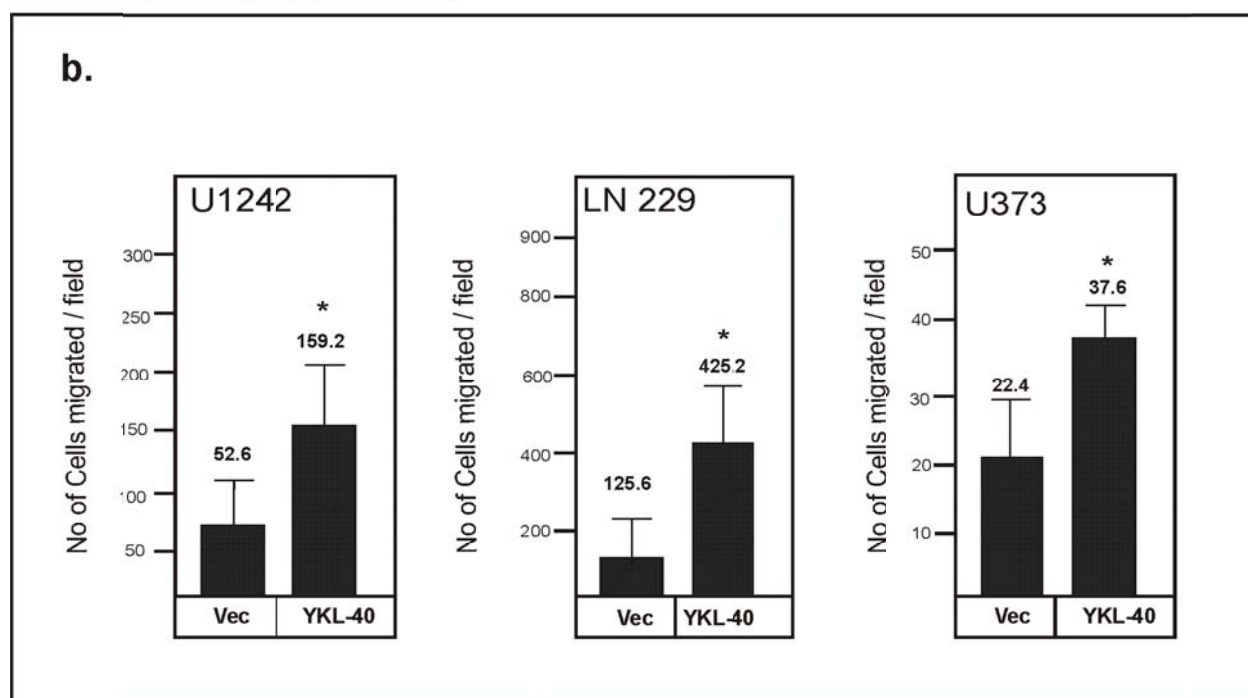 b.
U1242
No of Cells migrated / field
300
250
200
150
100
50
52.6
*
159.2
Vec
YKL-40
LN 229
No of Cells migrated / field
900
800
600
400
200
125.6
*
425.2
Vec
YKL-40
U373
No of Cells migrated / field
50
40
30
20
10
22.4
*
37.6
Vec
YKL-40